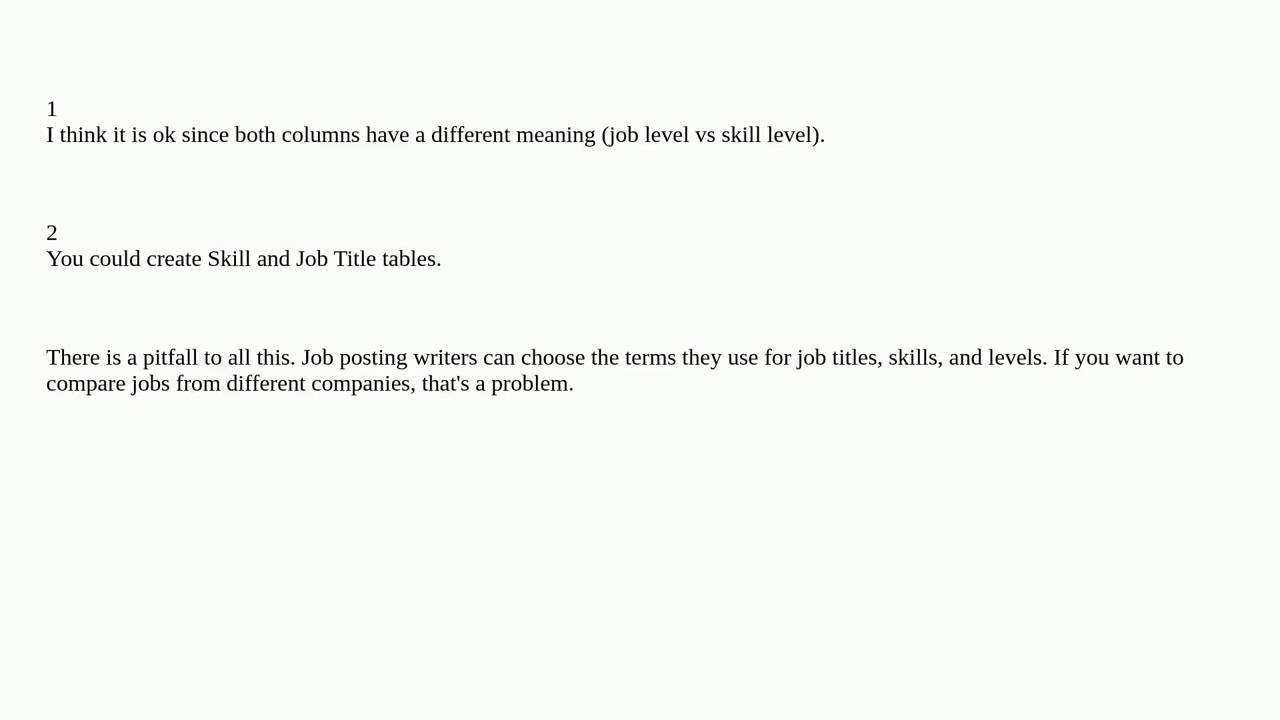 1
I think it is ok since both columns have a different meaning (job level vs skill level).
2
You could create Skill and Job Title tables.
There is a pitfall to all this. Job posting writers can choose the terms they use for job titles, skills, and levels. If you want to
compare jobs from different companies, that's a problem.